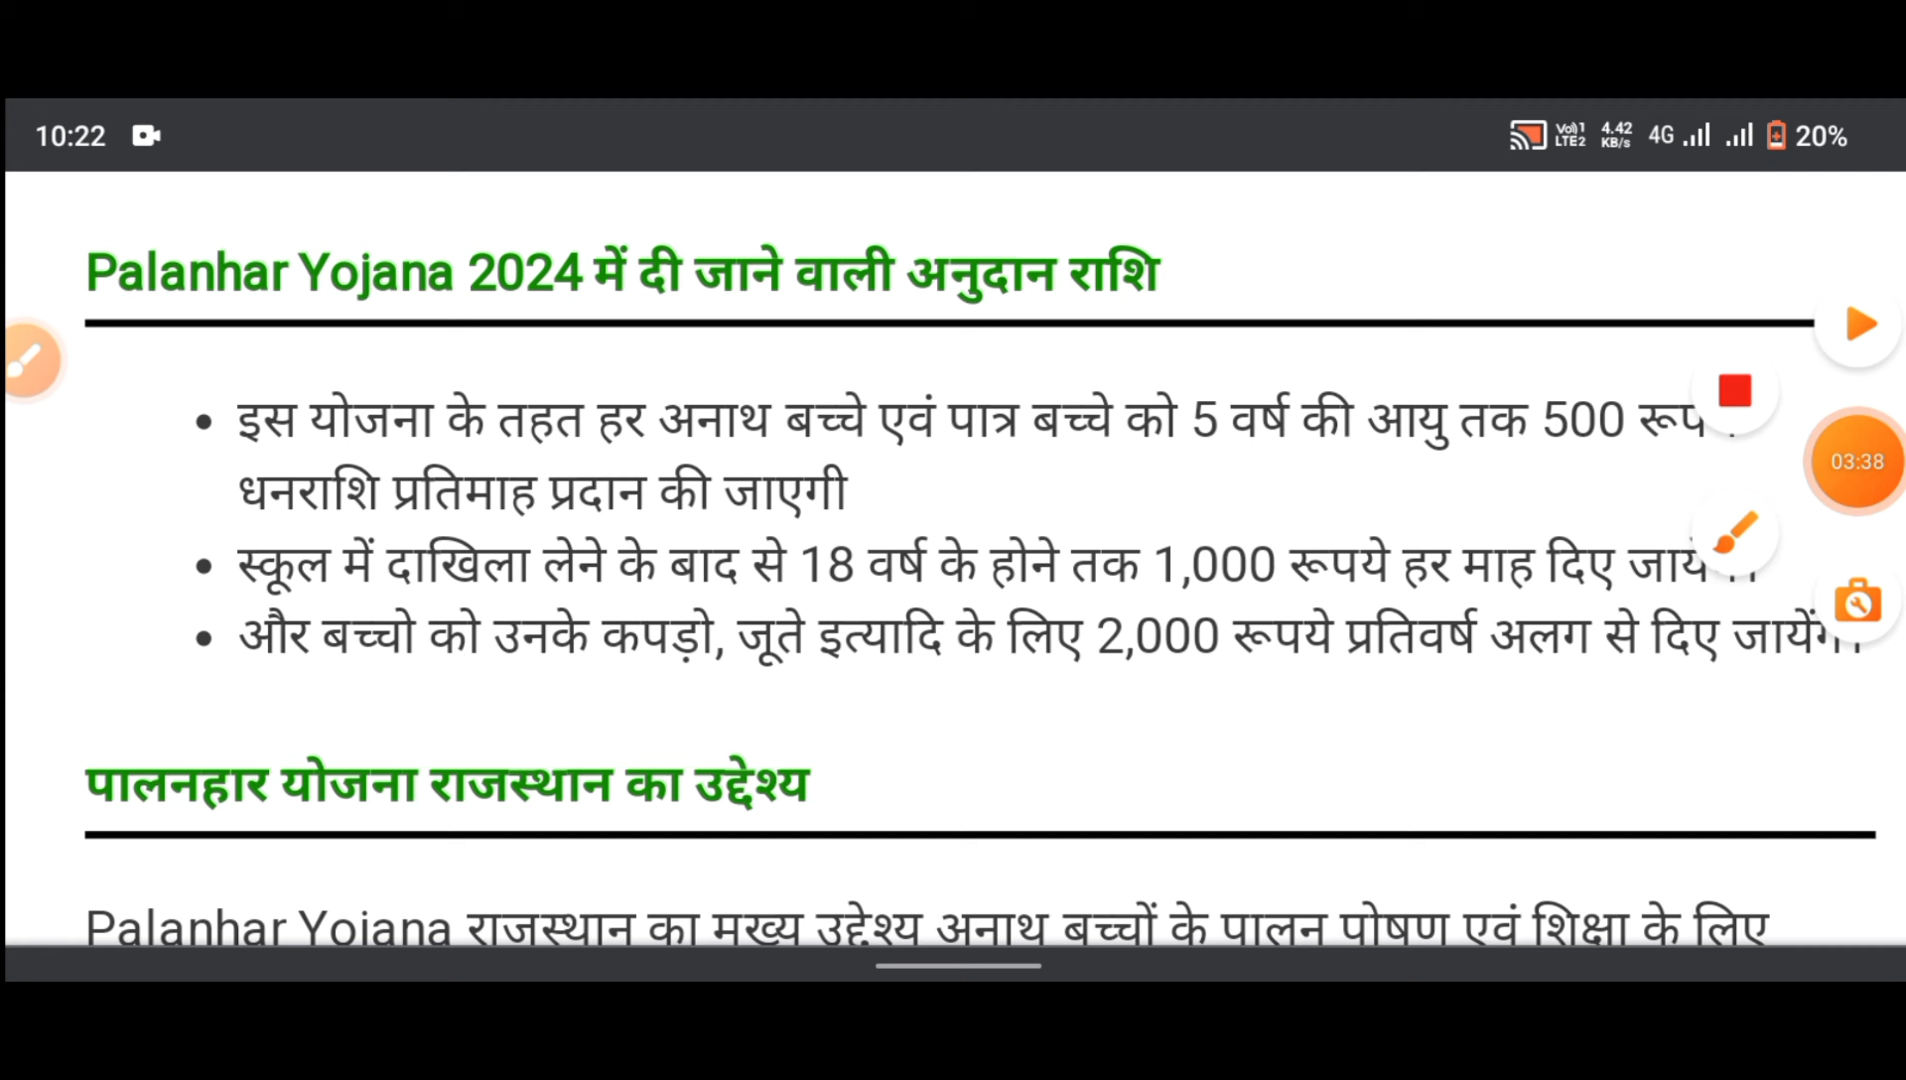 10:22
Vo)) 1 LTE2 4.42 KB/s 4G 20%
Palanhar Yojana 2024 में दी जाने वाली अनुदान राशि
• इस योजना के तहत हर अनाथ बच्चे एवं पात्र बच्चे को 5 वर्ष की आयु तक 500
धनराशि प्रतिमाह प्रदान की जाएगी
03:38
• स्कूल में दाखिला लेने के बाद से 18 वर्ष के होने तक 1,000 रूपये हर माह दिए
• और बच्चो को उनके कपड़ो, जूते इत्यादि के लिए 2,000 रूपये प्रतिवर्ष अलग से दिए
पालनहार योजना राजस्थान का उद्देश्य
Palanhar Yojana राजस्थान का मुख्य उद्देश्य अनाथ बच्चों के पालन पोषण एवं शिक्षा के लिए